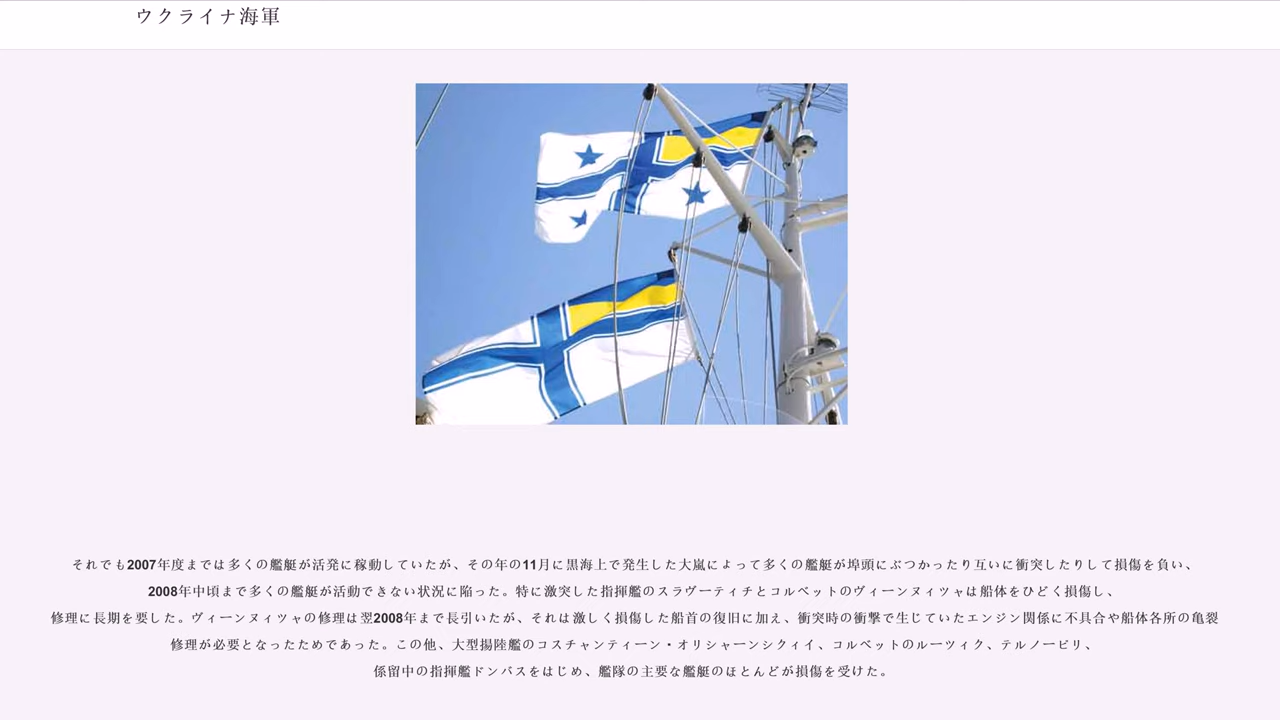 ウクライナ海軍
それでも2007年度までは多くの艦艇が活発に稼動していたが、その年の11月に黒海上で発生した大嵐によって多くの艦艇が埠頭にぶつかったり互いに衝突したりして損傷を負い、
2008年中頃まで多くの艦艇が活動できない状況に陥った。特に激突した指揮艦のスラヴーティチとコルベットのヴィーンヌィツャは船体をひどく損傷し、
修理に長期を要した。ヴィーンヌィツャの修理は翌2008年まで長引いたが、それは激しく損傷した船首の復旧に加え、衝突時の衝撃で生じていたエンジン関係に不具合や船体各所の亀裂
修理が必要となったためであった。この他、大型揚陸艦のコスチャンティーン・オリシャーンシクィイ、コルベットのルーツィク、テルノーピリ、
係留中の指揮艦ドンバスをはじめ、艦隊の主要な艦艇のほとんどが損傷を受けた。